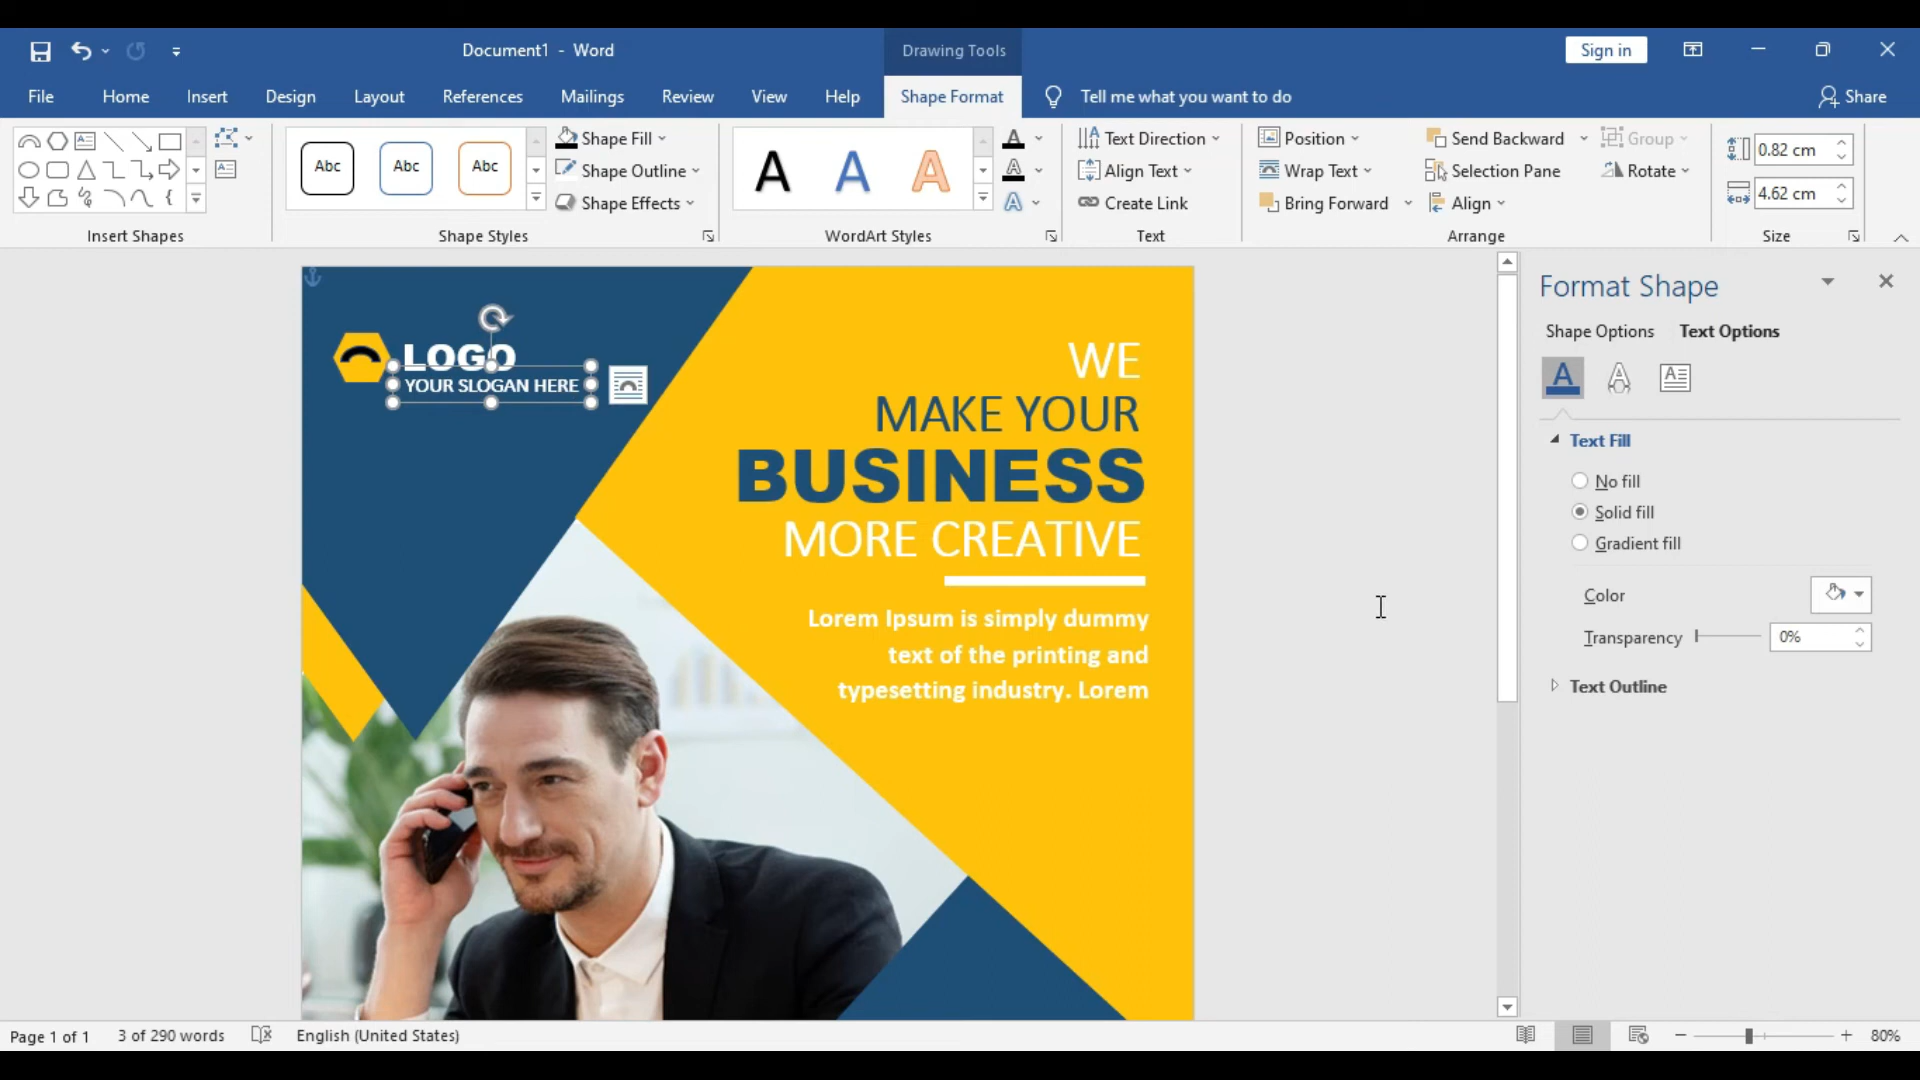 Document1 - Word
Drawing Tools
Sign in
File Home Insert Design Layout References Mailings Review View Help Shape Format Tell me what you want to do Share
Abc Abc Abc
Shape Fill
Shape Outline
Shape Effects
A A A
Text Direction
Align Text
Create Link
Position
Wrap Text
Bring Forward
Send Backward
Selection Pane
Align
Group
Rotate
0.82 cm
4.62 cm
Insert Shapes Shape Styles WordArt Styles Text Arrange Size
LOGO
YOUR SLOGAN HERE
WE
MAKE YOUR
BUSINESS
MORE CREATIVE
Lorem Ipsum is simply dummy
text of the printing and
typesetting industry. Lorem
Format Shape
Shape Options Text Options
Text Fill
No fill
Solid fill
Gradient fill
Color
Transparency 0%
Text Outline
Page 1 of 1 3 of 290 words English (United States) 80%